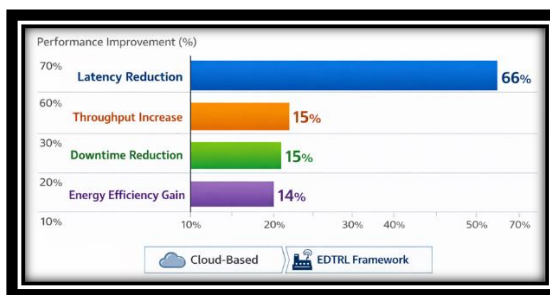 Performance Improvement (%)
70%
Latency Reduction 66%
60%
Throughput Increase 15%
30%
Downtime Reduction 15%
20%
Energy Efficiency Gain 14%
10%
10% 20% 30% 40% 50% 70%
Cloud-Based EDTRL Framework